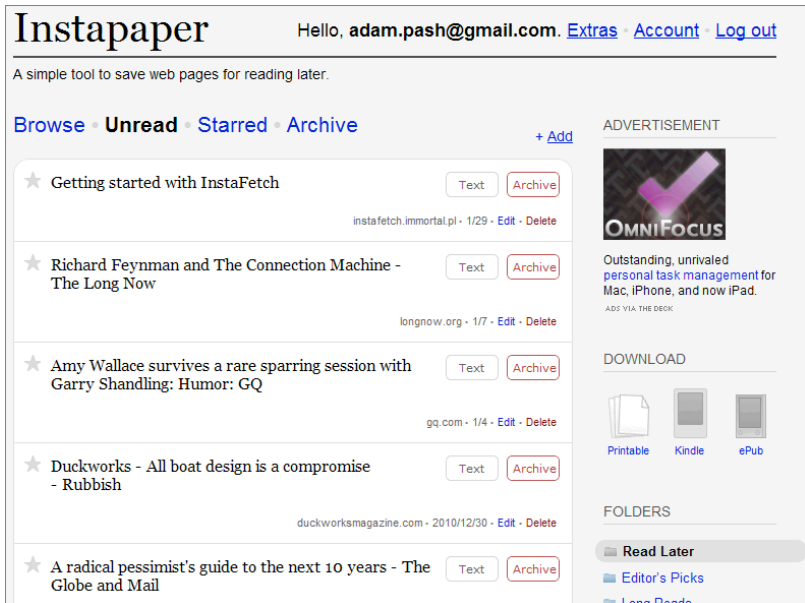 Instapaper
Hello, adam.pash@gmail.com. Extras • Account • Log out
A simple tool to save web pages for reading later.
Browse • Unread • Starred • Archive
+ Add
Getting started with InstaFetch
Text
Archive
instafetch.immortal.pl • 1/29 • Edit • Delete
Richard Feynman and The Connection Machine -
The Long Now
Text
Archive
longnow.org • 1/7 • Edit • Delete
Amy Wallace survives a rare sparring session with
Garry Shandling: Humor: GQ
Text
Archive
gq.com • 1/4 • Edit • Delete
Duckworks - All boat design is a compromise
- Rubbish
Text
Archive
duckworksmagazine.com • 2010/12/30 • Edit • Delete
A radical pessimist's guide to the next 10 years - The
Globe and Mail
Text
Archive
ADVERTISEMENT
OMNIFOCUS
Outstanding, unrivaled
personal task management for
Mac, iPhone, and now iPad.
ADS VIA THE DECK
DOWNLOAD
Printable
Kindle
ePub
FOLDERS
Read Later
Editor's Picks
Long Reads